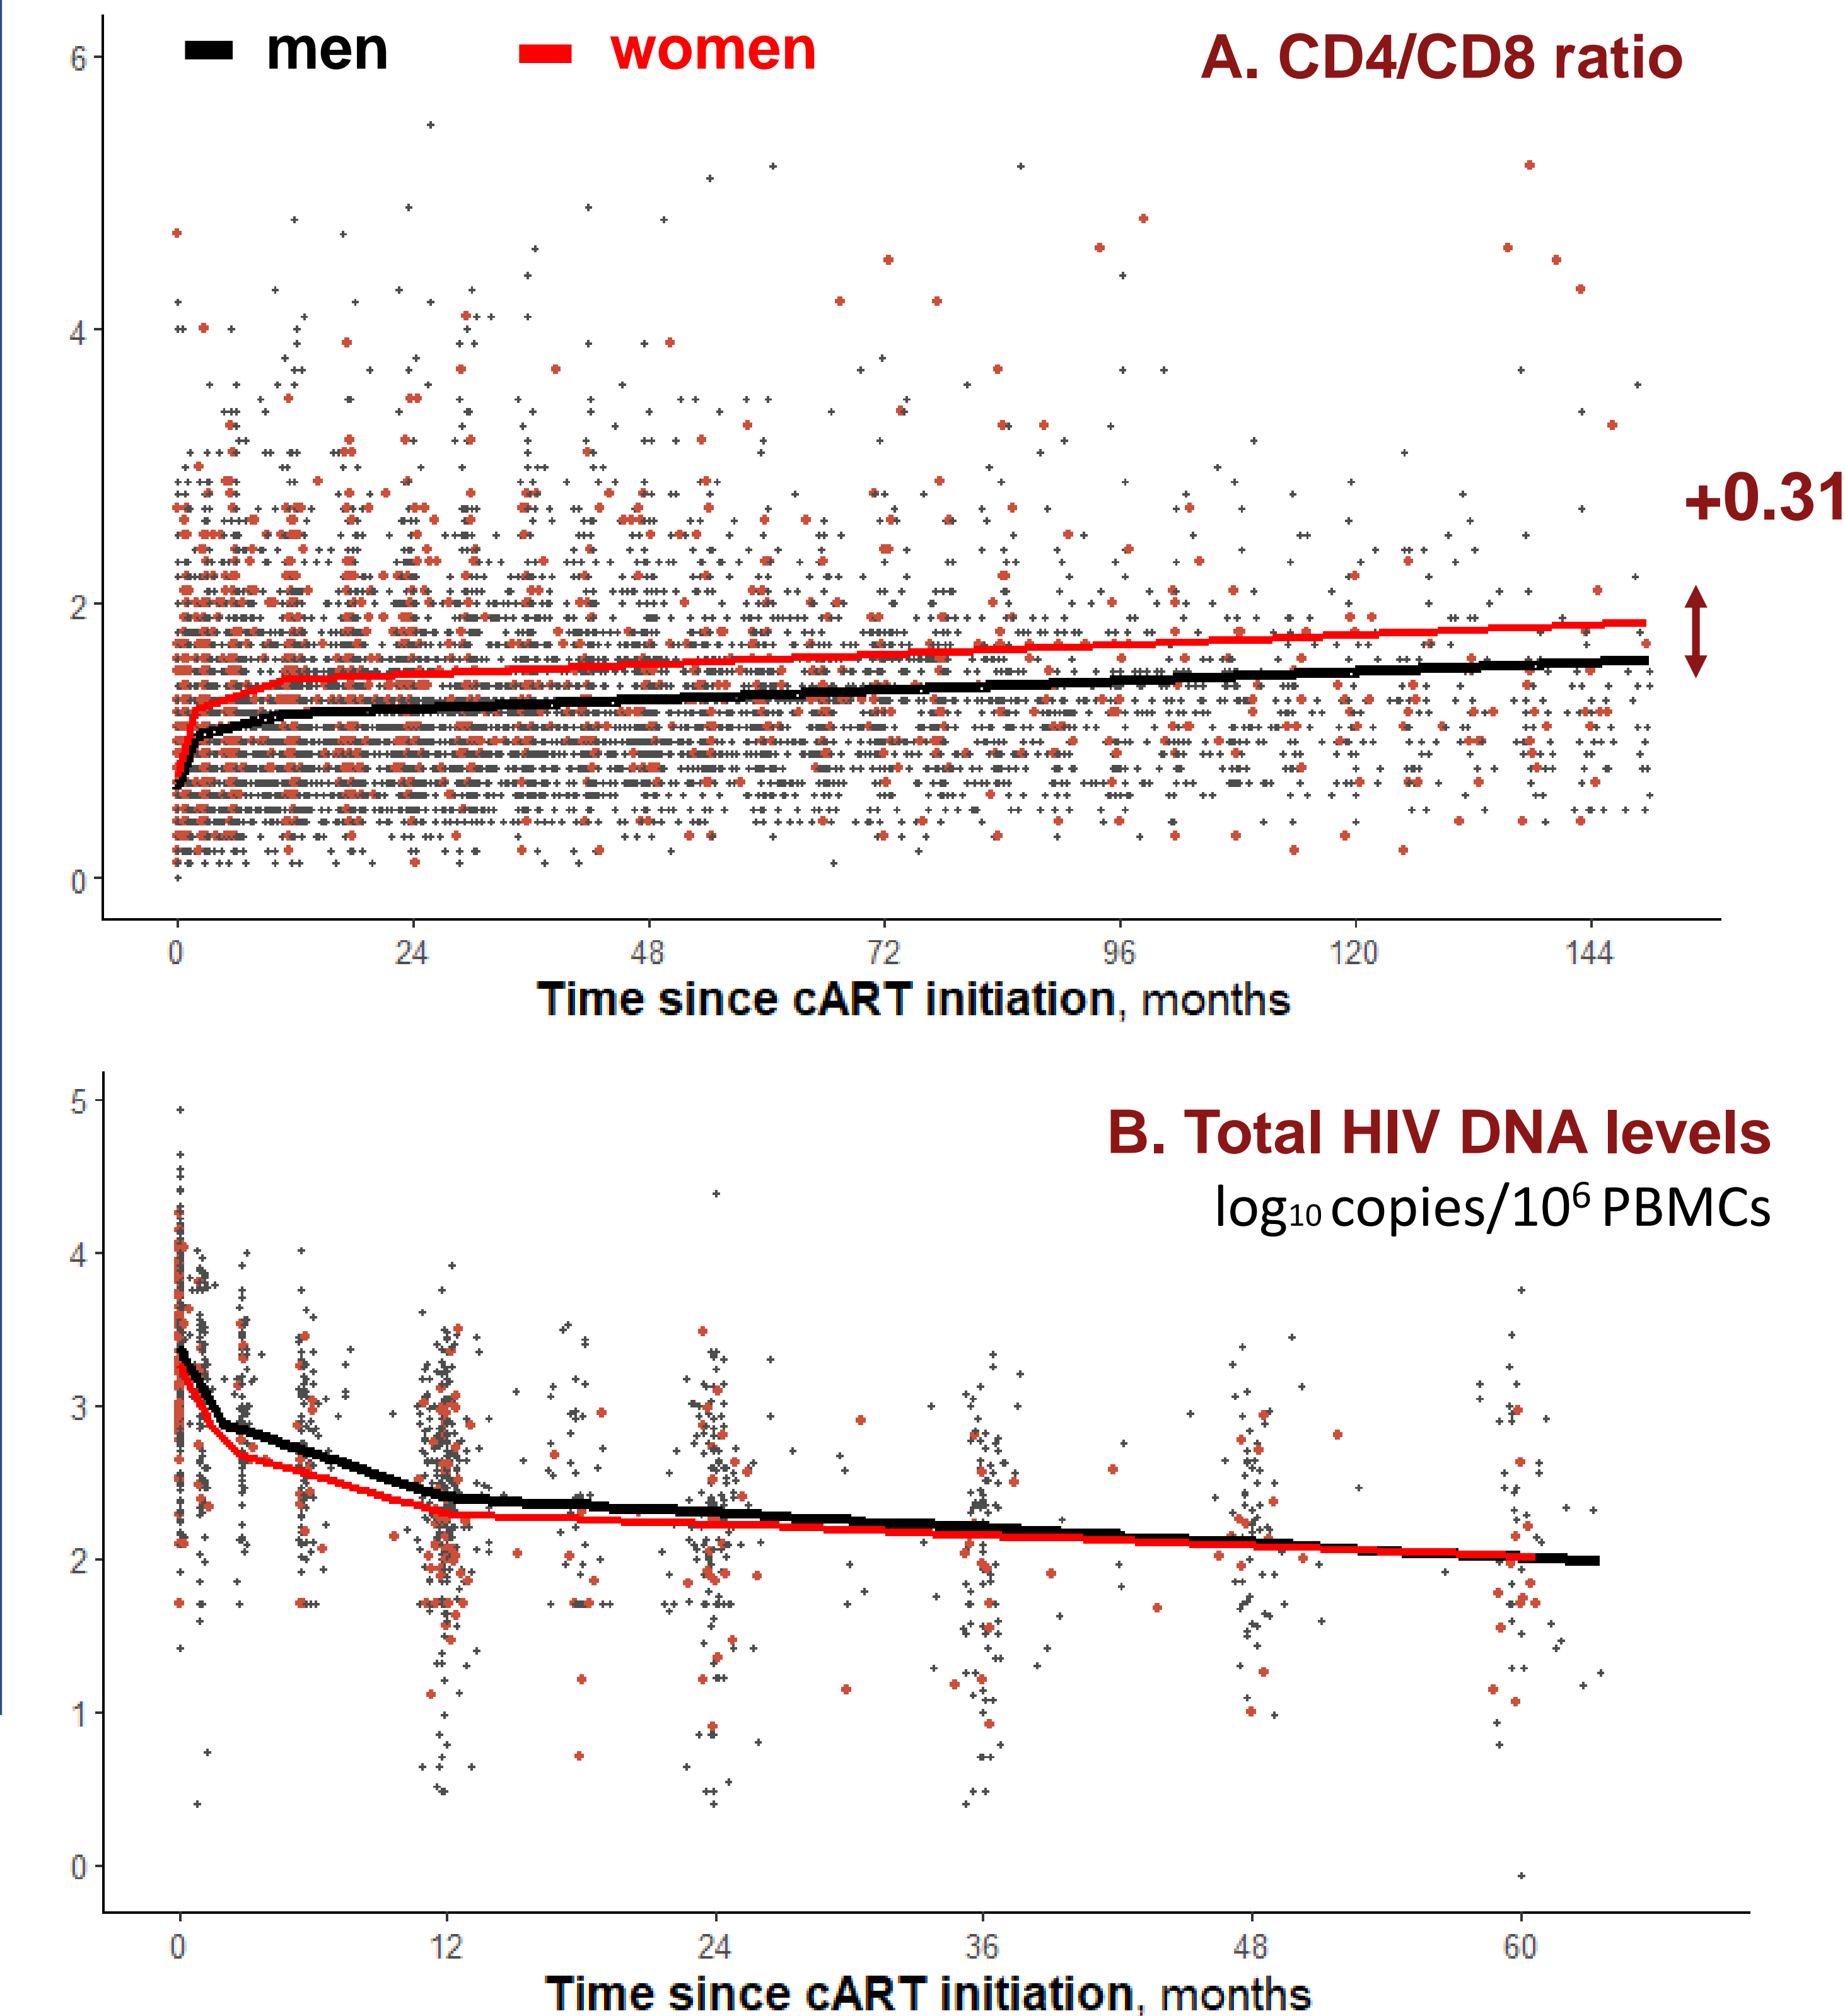 men women A. CD4/CD8 ratio
6
4
+0.31
2
0
0 24 48 72 96 120 144
Time since cART initiation, months
5
B. Total HIV DNA levels
log₁₀ copies/10⁶ PBMCs
4
3
2
1
0
0 12 24 36 48 60
Time since cART initiation, months